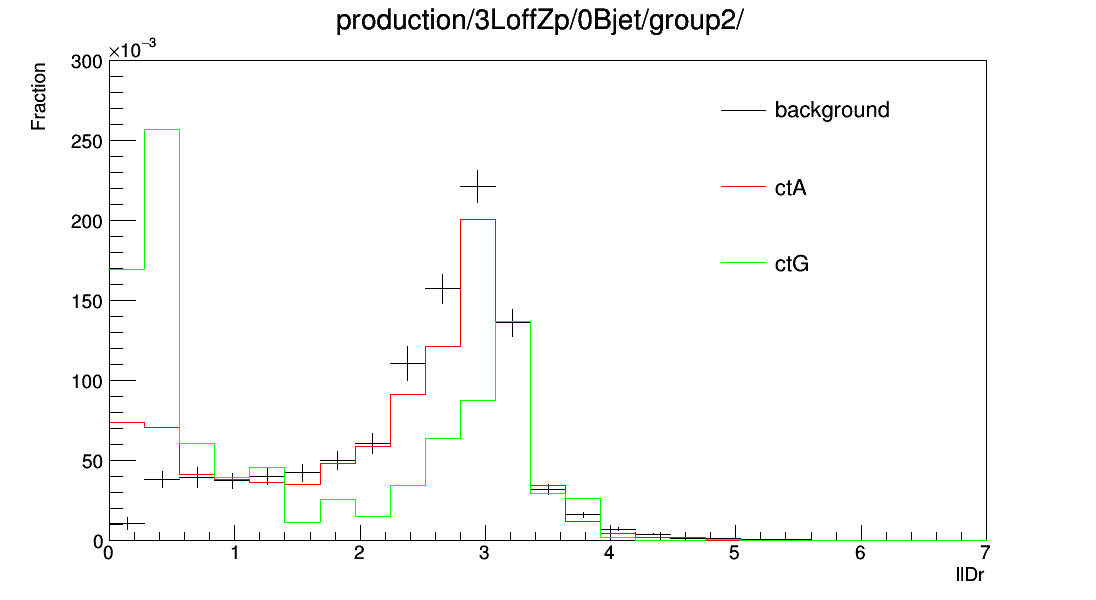 production/3LoffZp/0Bjet/group2/
×10⁻³
300
250
200
150
100
50
0
Fraction
background
ctA
ctG
0 1 2 3 4 5 6 7
llDr